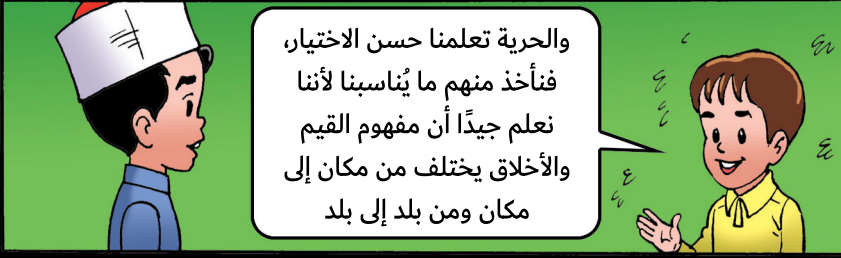 والحرية تعلمنا حسن الاختيار،
فنأخذ منهم ما يُناسبنا لأننا
نعلم جيدًا أن مفهوم القيم
والأخلاق يختلف من مكان إلى
مكان ومن بلد إلى بلد